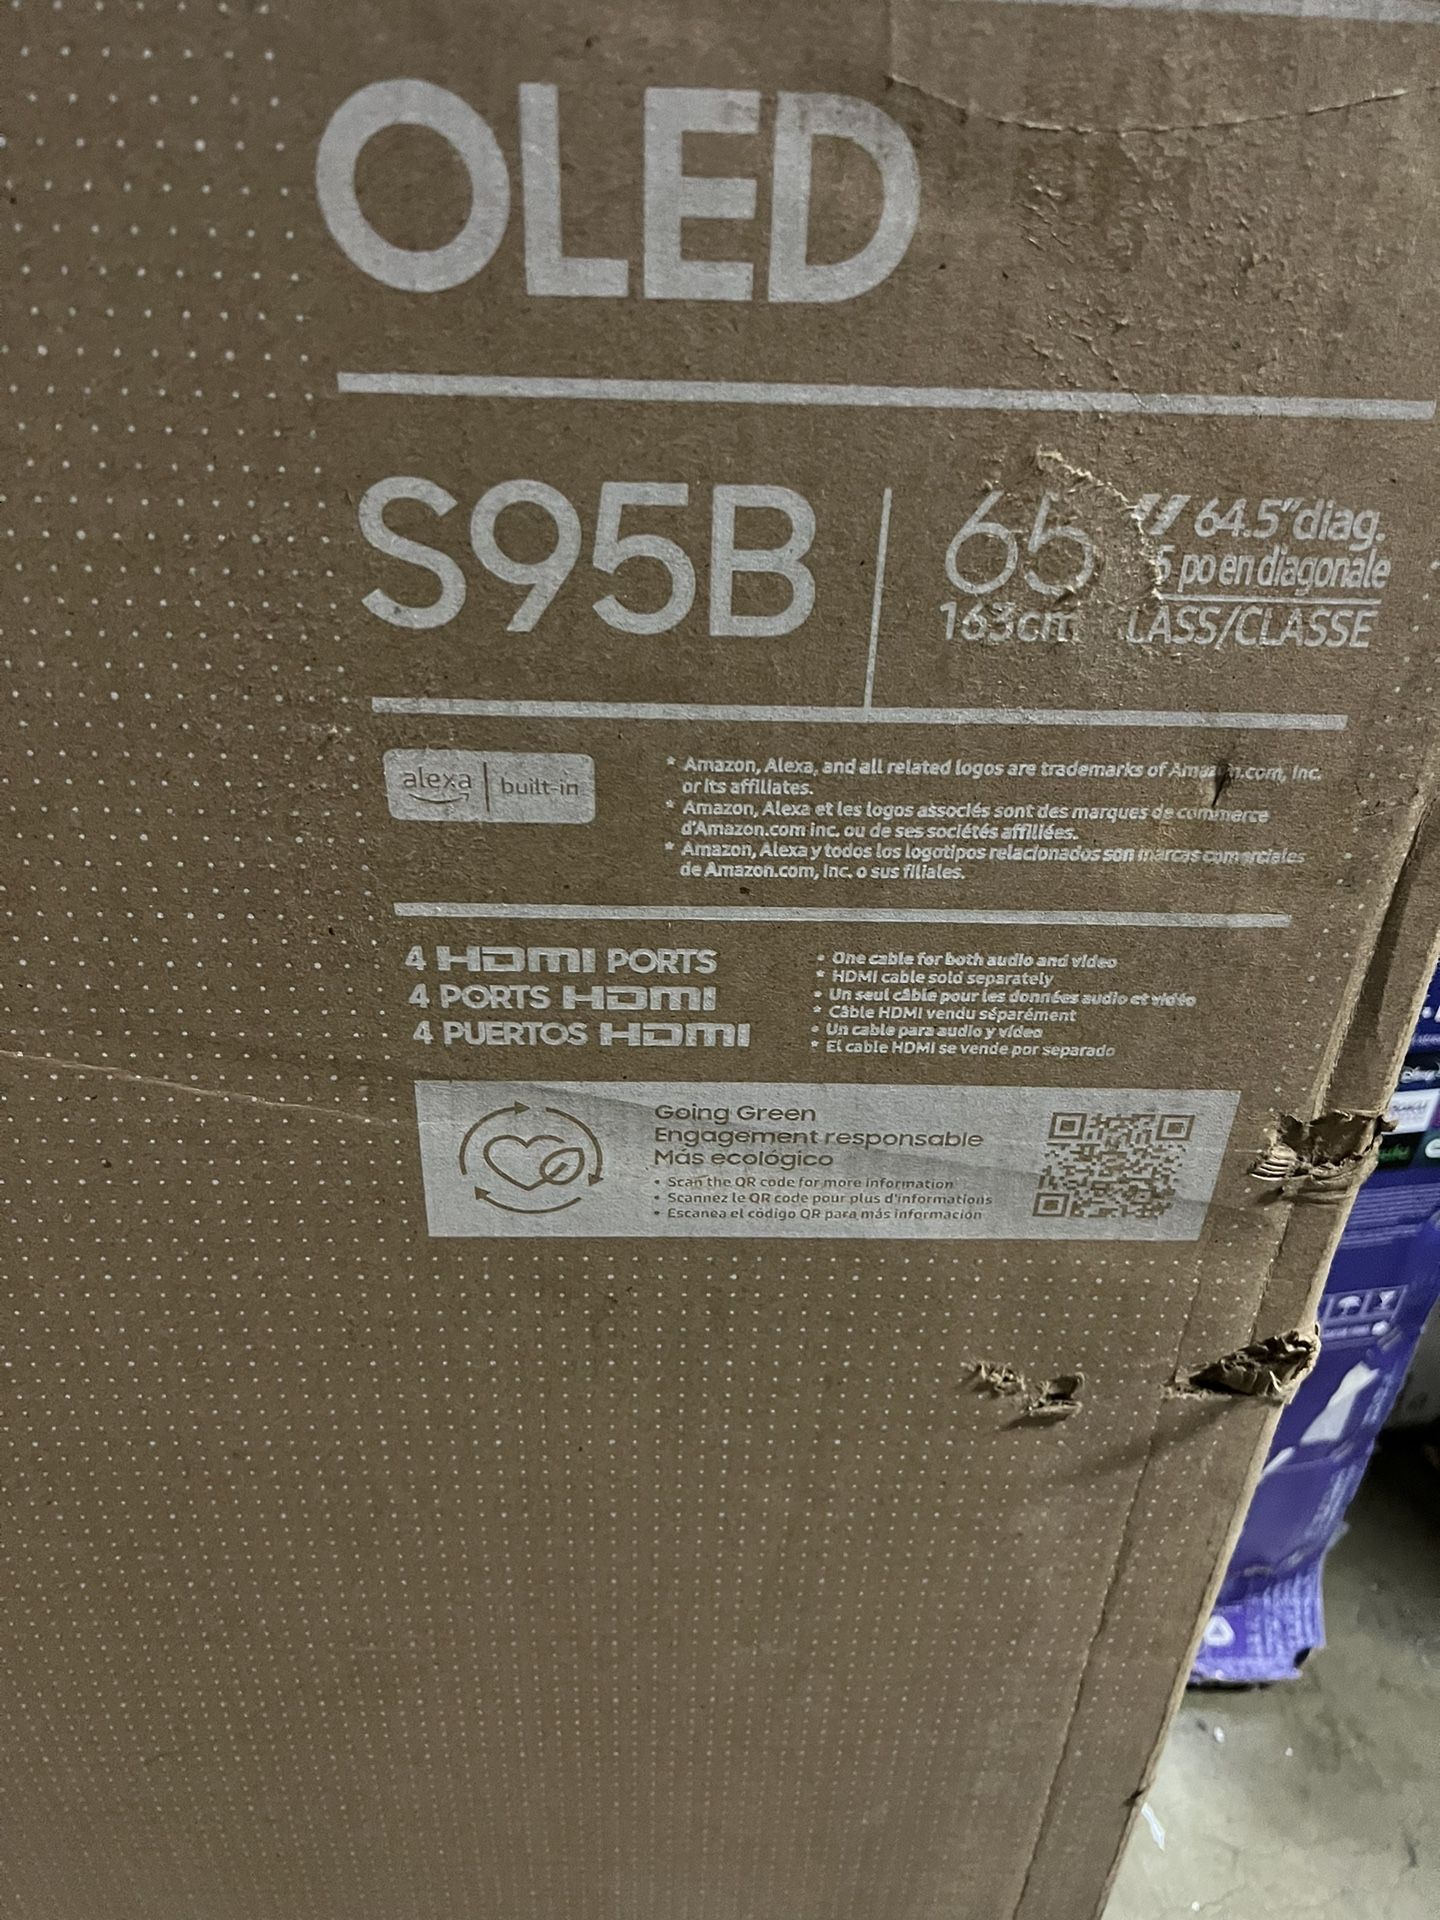 OLED
S95B
65 " 64.5" diag.
5 po en diagonale
163cm LASS/CLASSE
alexa built-in
* Amazon, Alexa, and all related logos are trademarks of Amazon.com, Inc.
or its affiliates.
* Amazon, Alexa et les logos associés sont des marques de commerce
d'Amazon.com inc. ou de ses sociétés affiliées.
* Amazon, Alexa y todos los logotipos relacionados son marcas comerciales
de Amazon.com, Inc. o sus filiales.
4 HDMI PORTS
4 PORTS HDMI
4 PUERTOS HDMI
• One cable for both audio and video
* HDMI cable sold separately
• Un seul câble pour les données audio et vidéo
* Câble HDMI vendu séparément
• Un cable para audio y vídeo
* El cable HDMI se vende por separado
Going Green
Engagement responsable
Más ecológico
• Scan the QR code for more information
• Scannez le QR code pour plus d'informations
• Escanea el código QR para más información